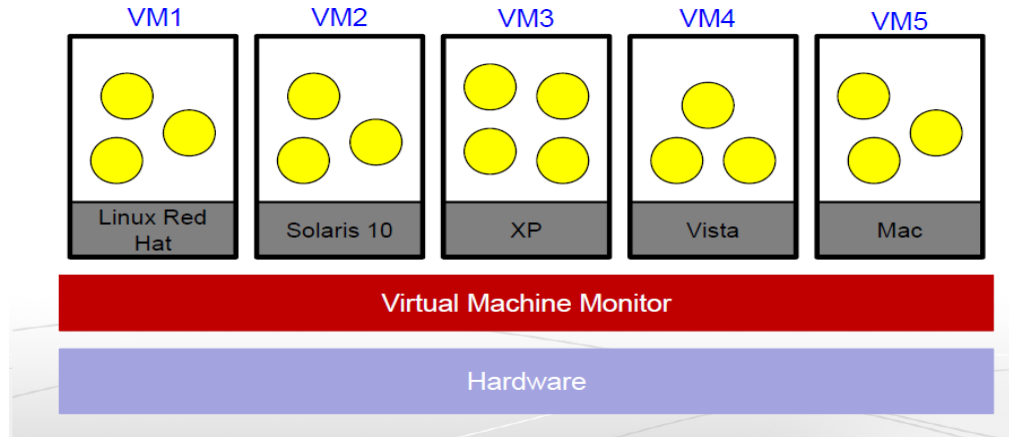 VM1
VM2
VM3
VM4
VM5
Linux Red
Hat
Solaris 10
XP
Vista
Mac
Virtual Machine Monitor
Hardware